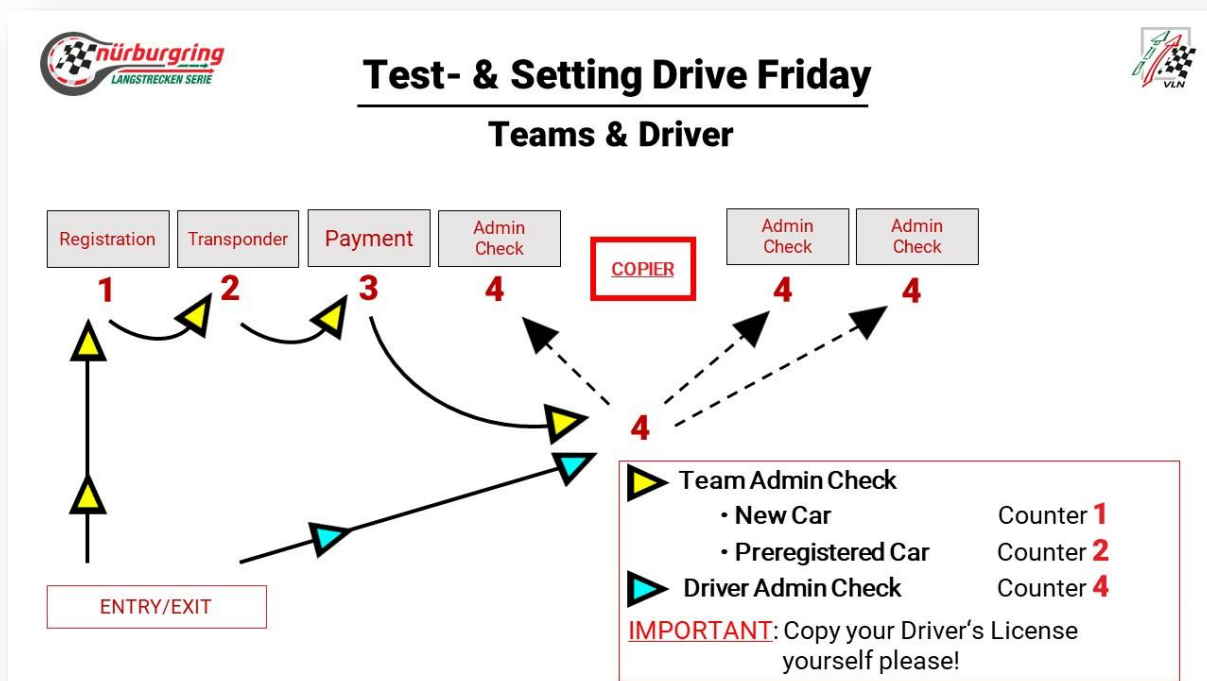 nürburgring
LANGSTRECKEN SERIE
Test- & Setting Drive Friday
VLN
Teams & Driver
Registration
Transponder
Payment
Admin
Check
COPIER
Admin
Check
Admin
Check
1
2
3
4
4
4
4
Team Admin Check
• New Car Counter 1
• Preregistered Car Counter 2
Driver Admin Check Counter 4
IMPORTANT: Copy your Driver‘s License
yourself please!
ENTRY/EXIT